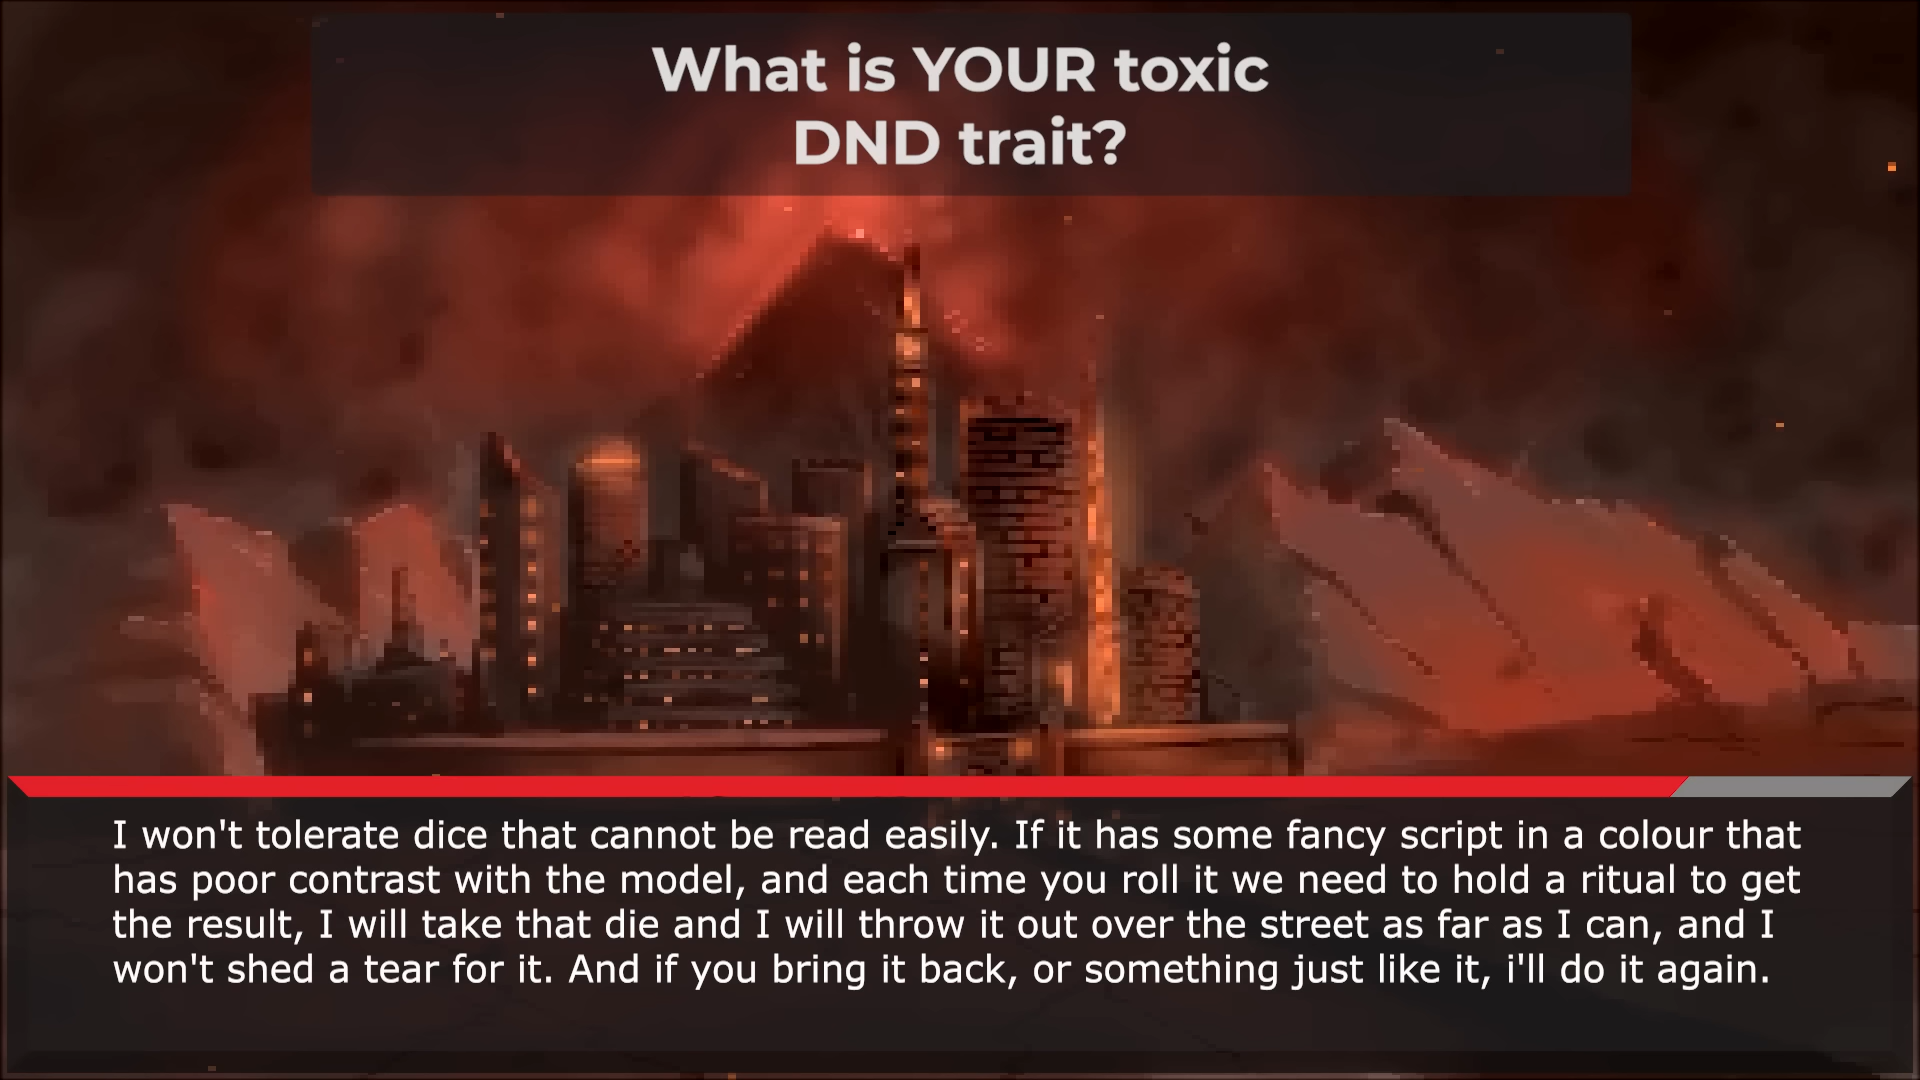 What is YOUR toxic
DND trait?
I won't tolerate dice that cannot be read easily. If it has some fancy script in a colour that
has poor contrast with the model, and each time you roll it we need to hold a ritual to get
the result, I will take that die and I will throw it out over the street as far as I can, and I
won't shed a tear for it. And if you bring it back, or something just like it, i'll do it again.